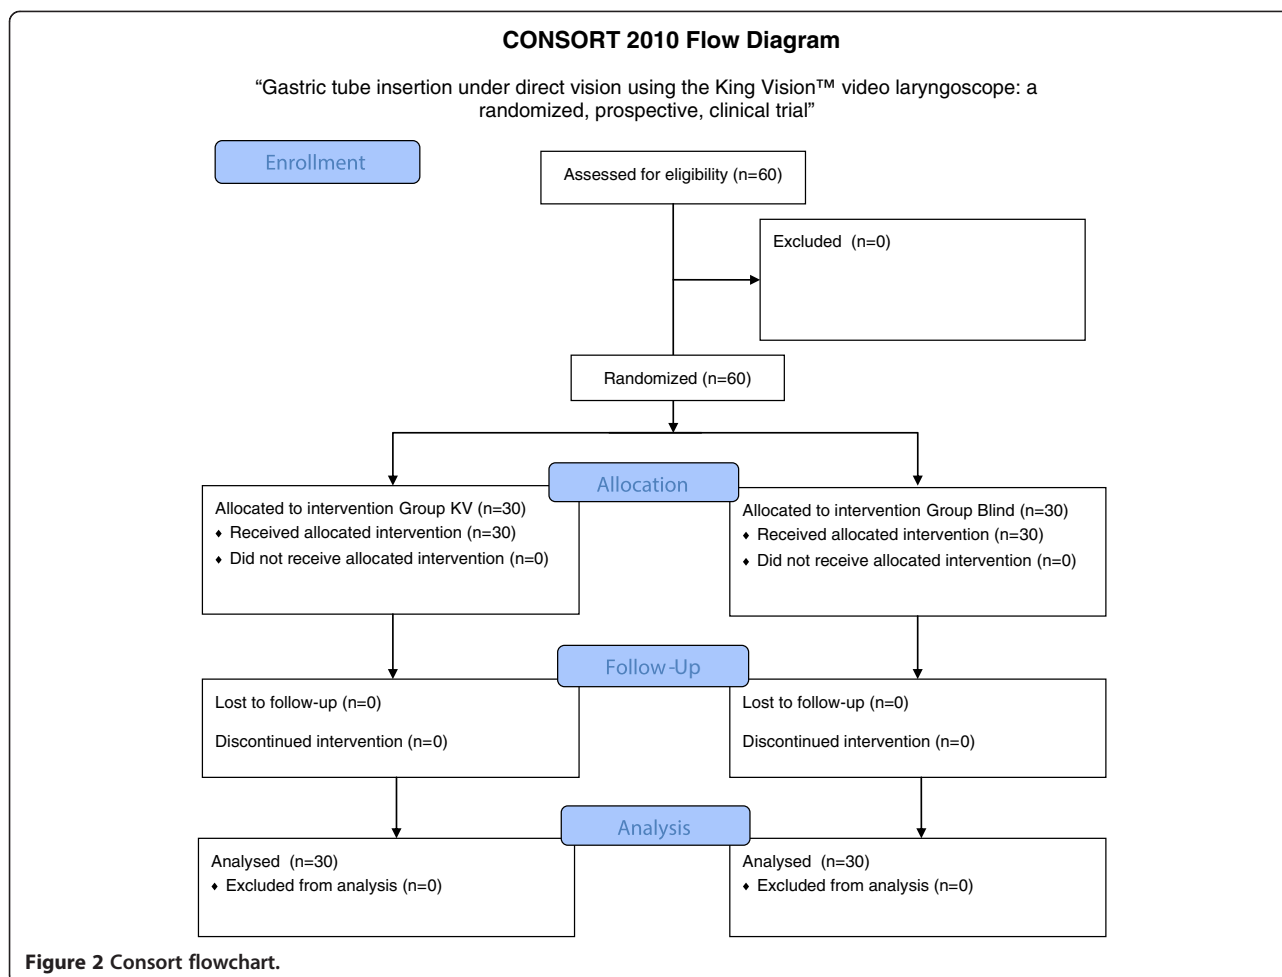 CONSORT 2010 Flow Diagram
“Gastric tube insertion under direct vision using the King Vision™ video laryngoscope: a
randomized, prospective, clinical trial”
Enrollment
Assessed for eligibility (n=60)
Excluded (n=0)
Randomized (n=60)
Allocation
Allocated to intervention Group KV (n=30)
♦ Received allocated intervention (n=30)
♦ Did not receive allocated intervention (n=0)
Allocated to intervention Group Blind (n=30)
♦ Received allocated intervention (n=30)
♦ Did not receive allocated intervention (n=0)
Follow-Up
Lost to follow-up (n=0)
Discontinued intervention (n=0)
Lost to follow-up (n=0)
Discontinued intervention (n=0)
Analysis
Analysed (n=30)
♦ Excluded from analysis (n=0)
Analysed (n=30)
♦ Excluded from analysis (n=0)
Figure 2 Consort flowchart.